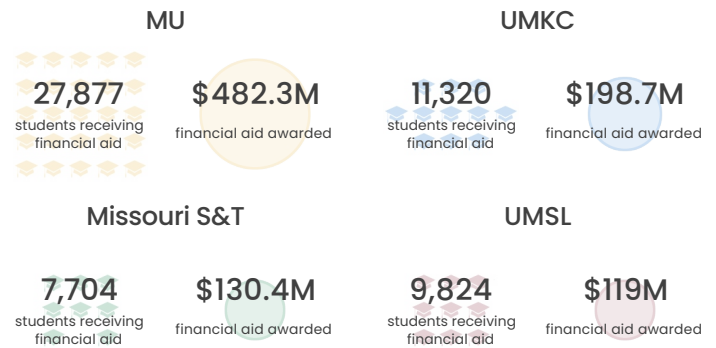 MU
27,877
students receiving
financial aid
$482.3M
financial aid awarded
UMKC
11,320
students receiving
financial aid
$198.7M
financial aid awarded
Missouri S&T
7,704
students receiving
financial aid
$130.4M
financial aid awarded
UMSL
9,824
students receiving
financial aid
$119M
financial aid awarded